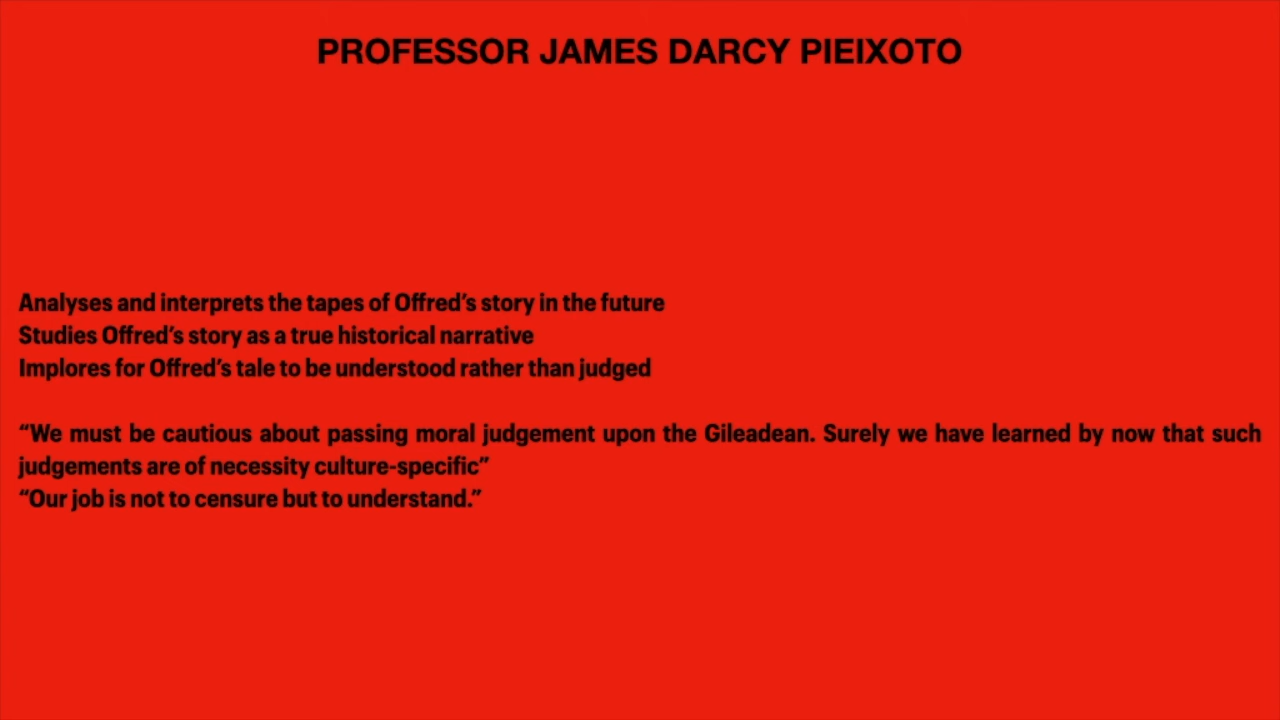 PROFESSOR JAMES DARCY PIEIXOTO
Analyses and interprets the tapes of Offred’s story in the future
Studies Offred’s story as a true historical narrative
Implores for Offred’s tale to be understood rather than judged
“We must be cautious about passing moral judgement upon the Gileadean. Surely we have learned by now that such
judgements are of necessity culture-specific”
“Our job is not to censure but to understand.”